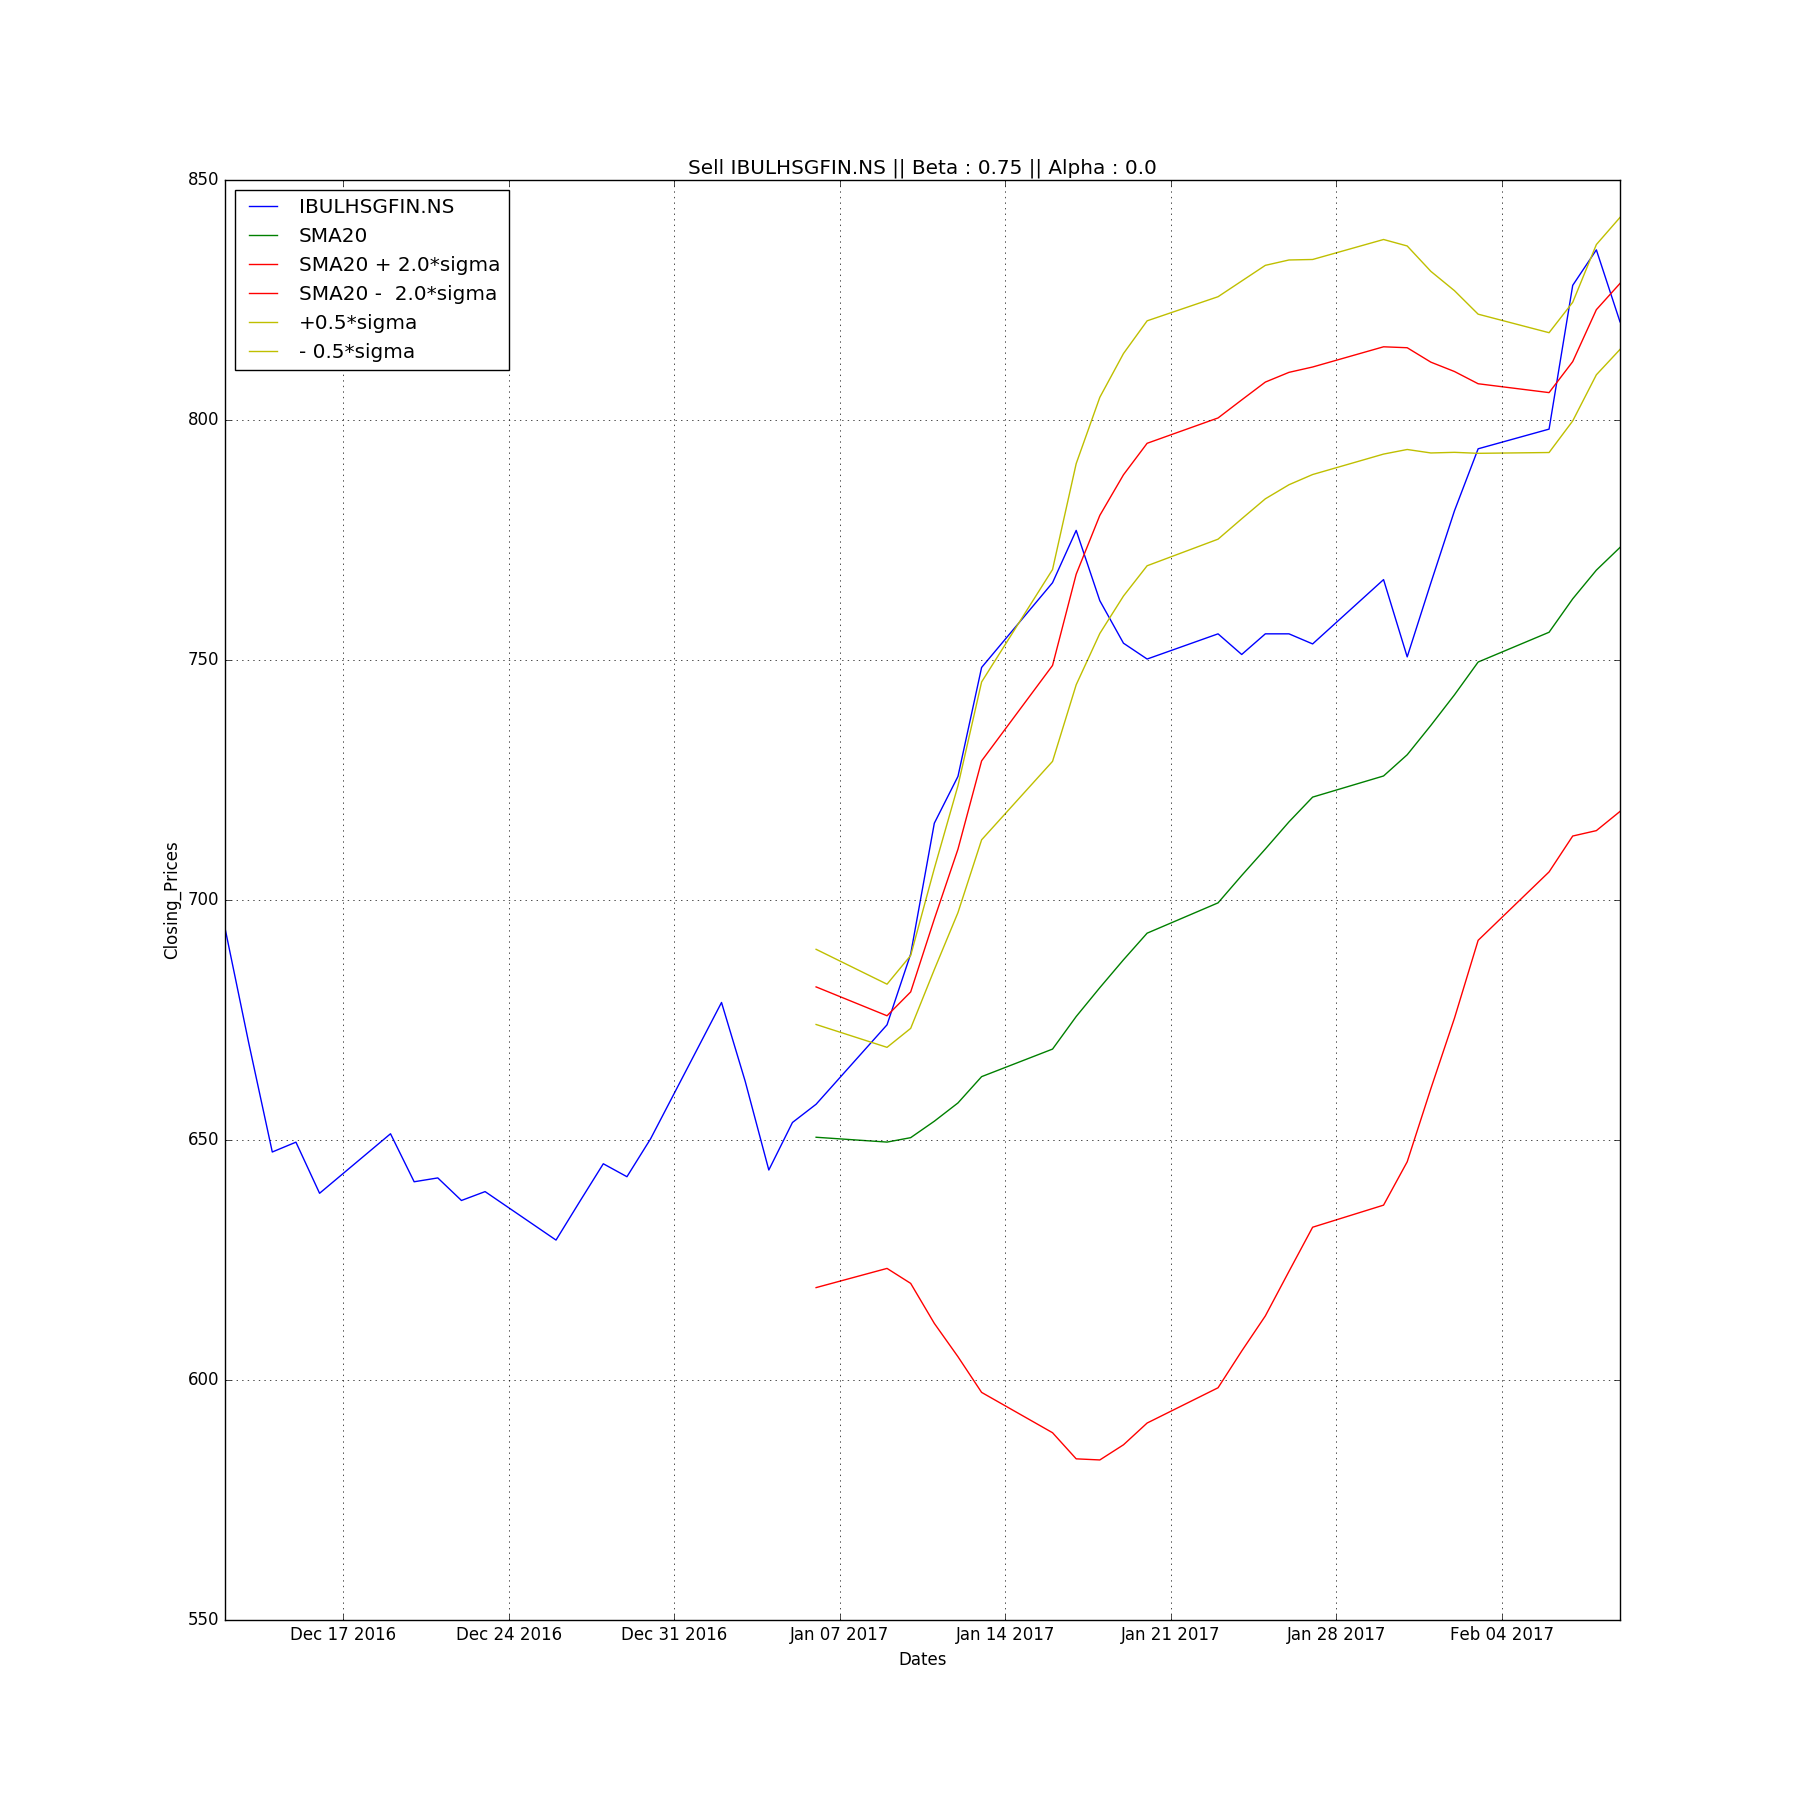 Sell IBULHSGFIN.NS || Beta : 0.75 || Alpha : 0.0
850
800
750
700
650
600
550
Closing_Prices
IBULHSGFIN.NS
SMA20
SMA20 + 2.0*sigma
SMA20 -  2.0*sigma
+0.5*sigma
- 0.5*sigma
Dec 17 2016
Dec 24 2016
Dec 31 2016
Jan 07 2017
Jan 14 2017
Jan 21 2017
Jan 28 2017
Feb 04 2017
Dates